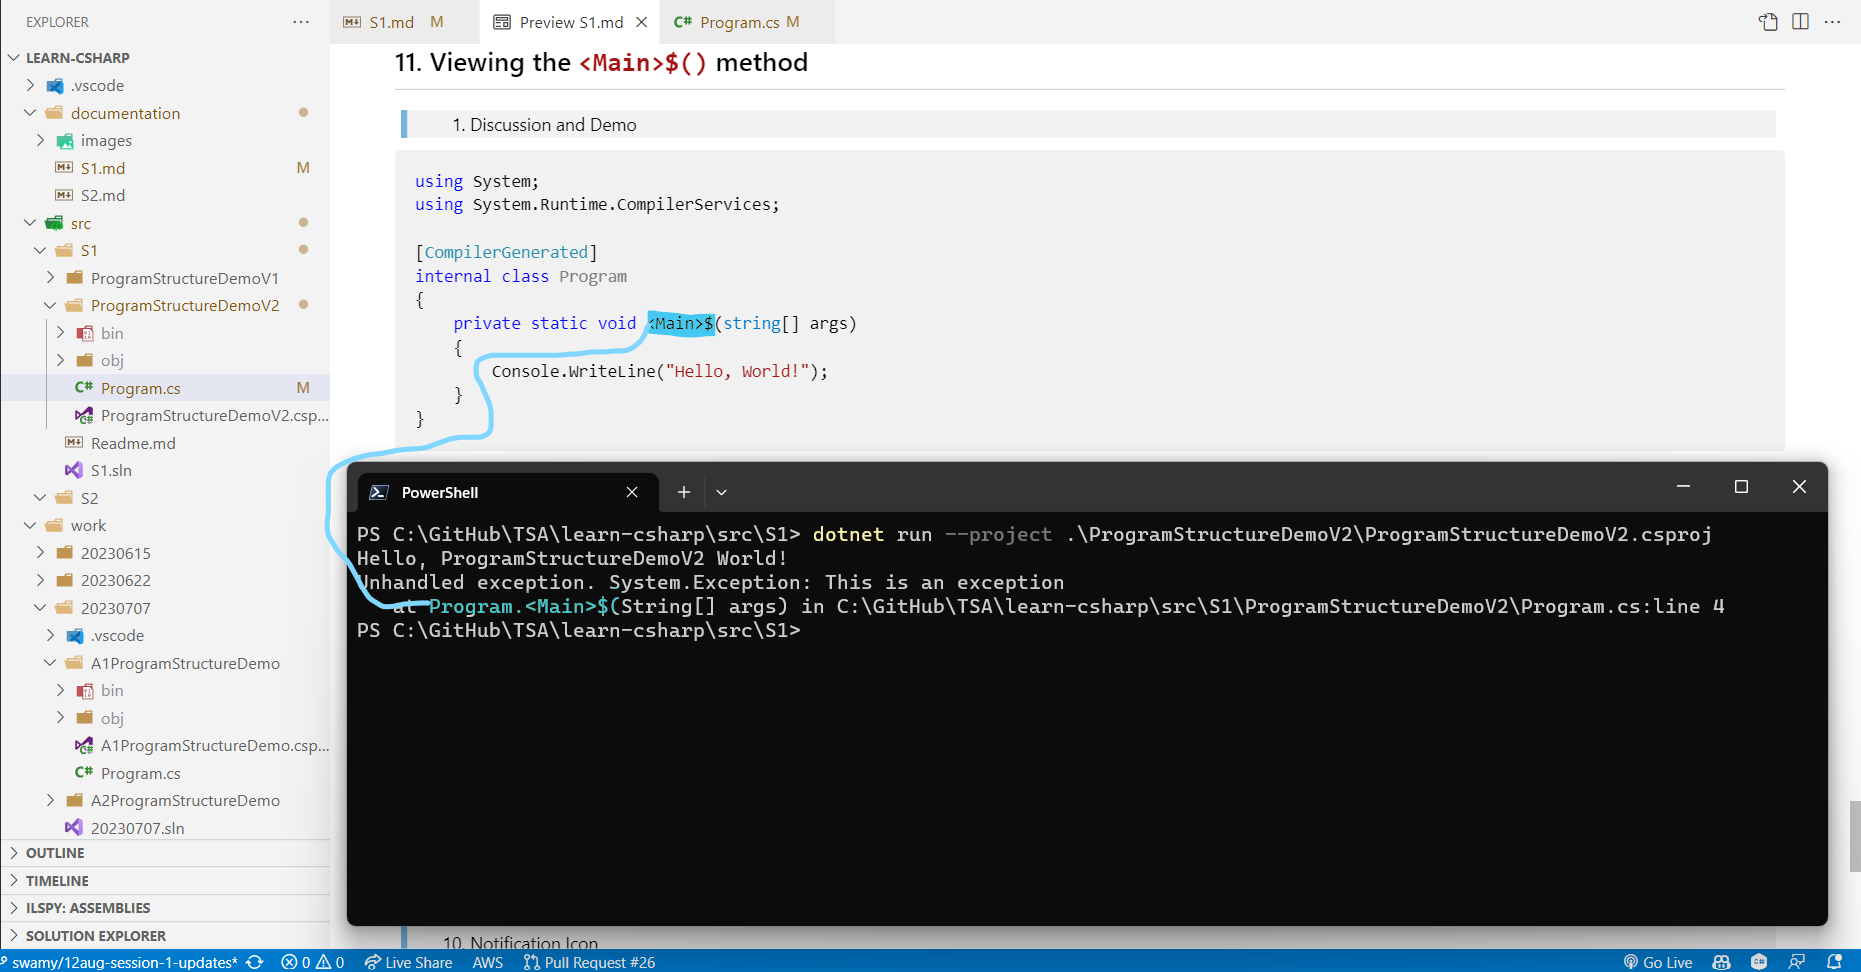 EXPLORER
LEARN-CSHARP
.vscode
documentation
images
S1.md M
S2.md
src
S1
ProgramStructureDemoV1
ProgramStructureDemoV2
bin
obj
C# Program.cs M
ProgramStructureDemoV2.csp...
Readme.md
S1.sln
S2
work
20230615
20230622
20230707
.vscode
A1ProgramStructureDemo
bin
obj
A1ProgramStructureDemo.csp...
C# Program.cs
A2ProgramStructureDemo
20230707.sln
OUTLINE
TIMELINE
ILSPY: ASSEMBLIES
SOLUTION EXPLORER
S1.md M
Preview S1.md
C# Program.cs M
11. Viewing the <Main>$() method
1. Discussion and Demo
using System;
using System.Runtime.CompilerServices;
[CompilerGenerated]
internal class Program
{
private static void <Main>$(string[] args)
{
Console.WriteLine("Hello, World!");
}
}
PowerShell
PS C:\GitHub\TSA\learn-csharp\src\S1> dotnet run --project .\ProgramStructureDemoV2\ProgramStructureDemoV2.csproj
Hello, ProgramStructureDemoV2 World!
Unhandled exception. System.Exception: This is an exception
at Program.<Main>$(String[] args) in C:\GitHub\TSA\learn-csharp\src\S1\ProgramStructureDemoV2\Program.cs:line 4
PS C:\GitHub\TSA\learn-csharp\src\S1>
10. Notification Icon
swamy/12aug-session-1-updates* 0 0 Live Share AWS Pull Request #26 Go Live